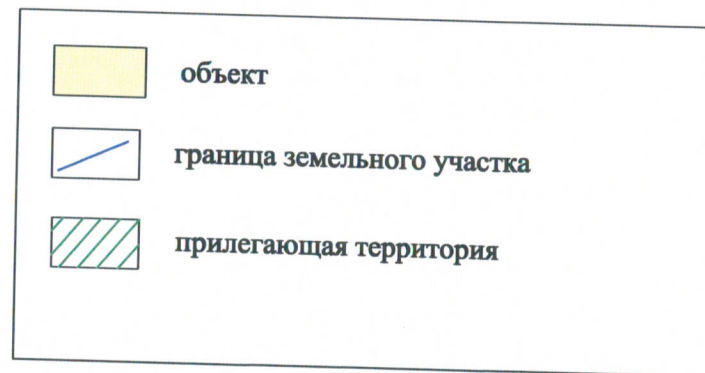 объект
граница земельного участка
прилегающая территория